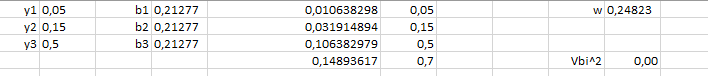 y1 0,05 b1 0,21277 0,010638298 0,05 w 0,24823
y2 0,15 b2 0,21277 0,031914894 0,15
y3 0,5 b3 0,21277 0,106382979 0,5
0,14893617 0,7 Vbi^2 0,00